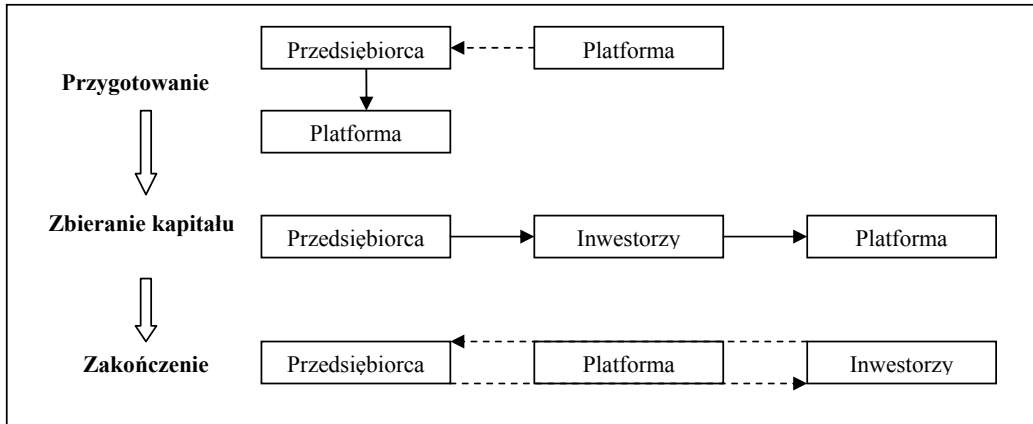 Przedsiębiorca Platforma
Przygotowanie
Platforma
Zbieranie kapitału
Przedsiębiorca Inwestorzy Platforma
Zakończenie Przedsiębiorca Platforma Inwestorzy